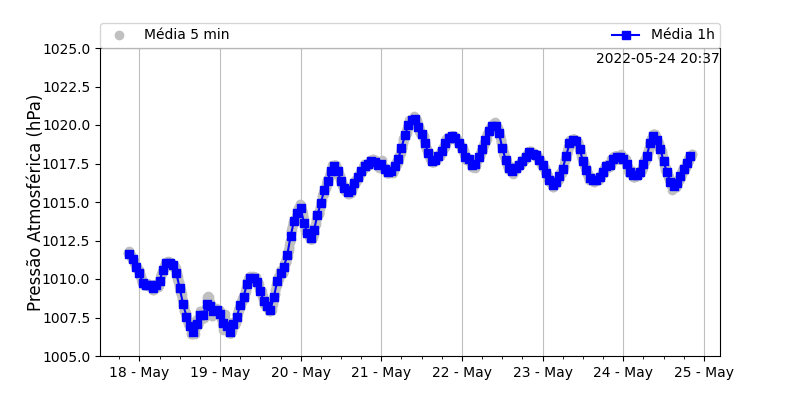 Média 5 min
Média 1h
2022-05-24 20:37
Pressão Atmosférica (hPa)
1025.0
1022.5
1020.0
1017.5
1015.0
1012.5
1010.0
1007.5
1005.0
18 - May
19 - May
20 - May
21 - May
22 - May
23 - May
24 - May
25 - May